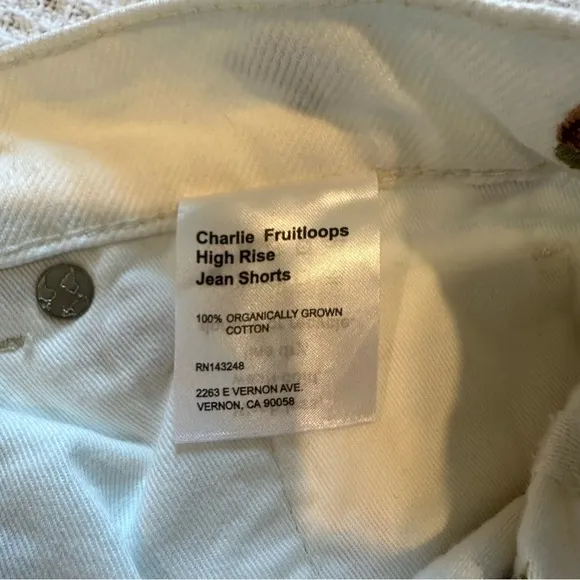 Charlie Fruitloops
High Rise
Jean Shorts
100% ORGANICALLY GROWN
COTTON
RN143248
2263 E VERNON AVE.
VERNON, CA 90058